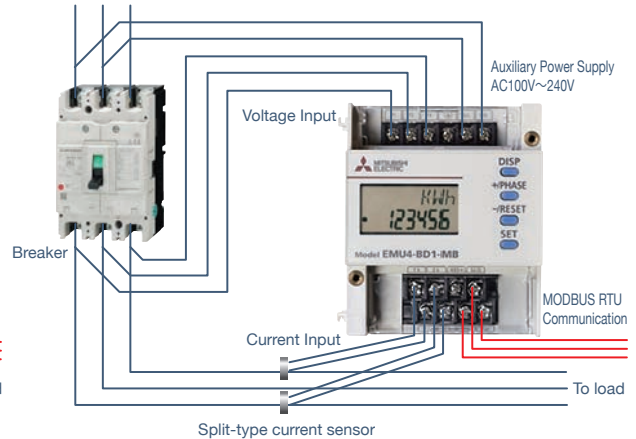 Auxiliary Power Supply
AC100V～240V
Voltage Input
MITSUBISHI
ELECTRIC
DISP
+/PHASE
-/RESET
SET
KWh
123456
Model EMU4-BD1-MB
Breaker
MODBUS RTU
Communication
Current Input
To load
Split-type current sensor